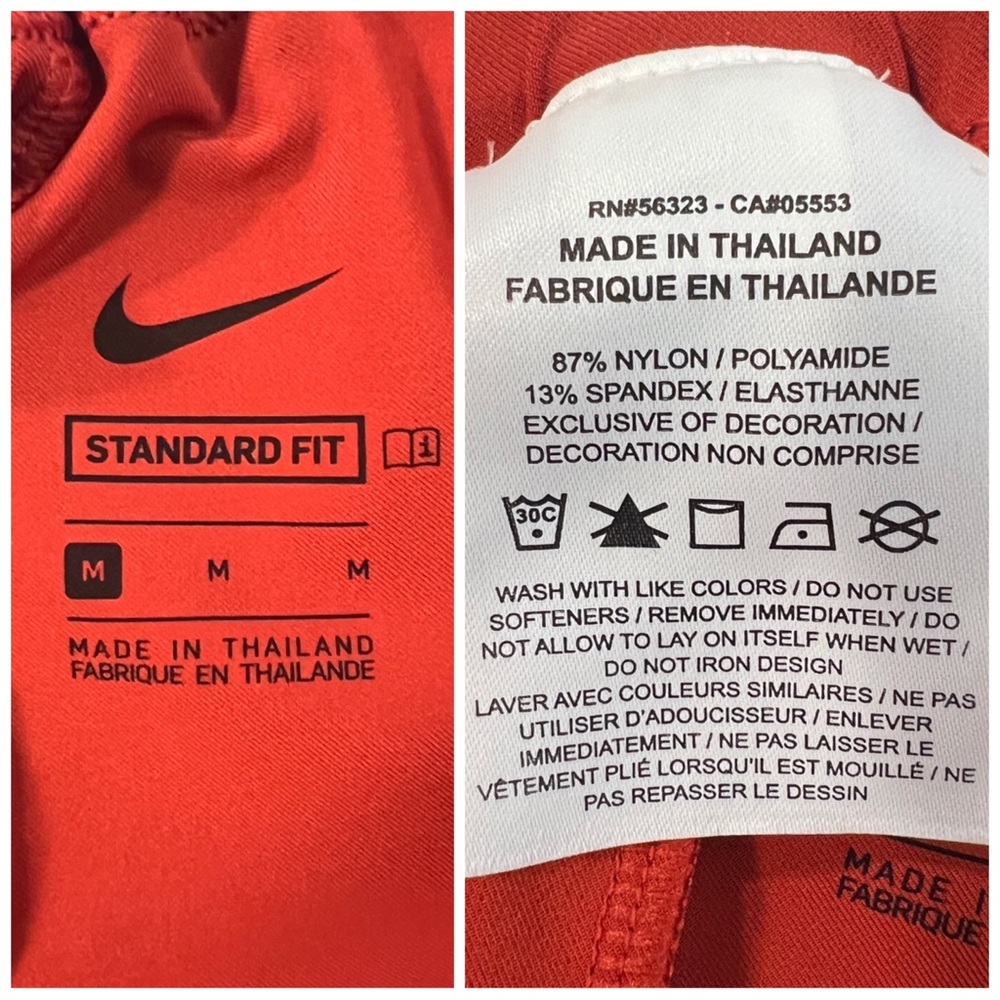 STANDARD FIT
M M M
MADE IN THAILAND
FABRIQUE EN THAILANDE
RN#56323 - CA#05553
MADE IN THAILAND
FABRIQUE EN THAILANDE
87% NYLON / POLYAMIDE
13% SPANDEX / ELASTHANNE
EXCLUSIVE OF DECORATION /
DECORATION NON COMPRISE
30C
WASH WITH LIKE COLORS / DO NOT USE
SOFTENERS / REMOVE IMMEDIATELY / DO
NOT ALLOW TO LAY ON ITSELF WHEN WET /
DO NOT IRON DESIGN
LAVER AVEC COULEURS SIMILAIRES / NE PAS
UTILISER D'ADOUCISSEUR / ENLEVER
IMMEDIATEMENT / NE PAS LAISSER LE
VÊTEMENT PLIÉ LORSQU'IL EST MOUILLÉ / NE
PAS REPASSER LE DESSIN
MADE I
FABRIQUE